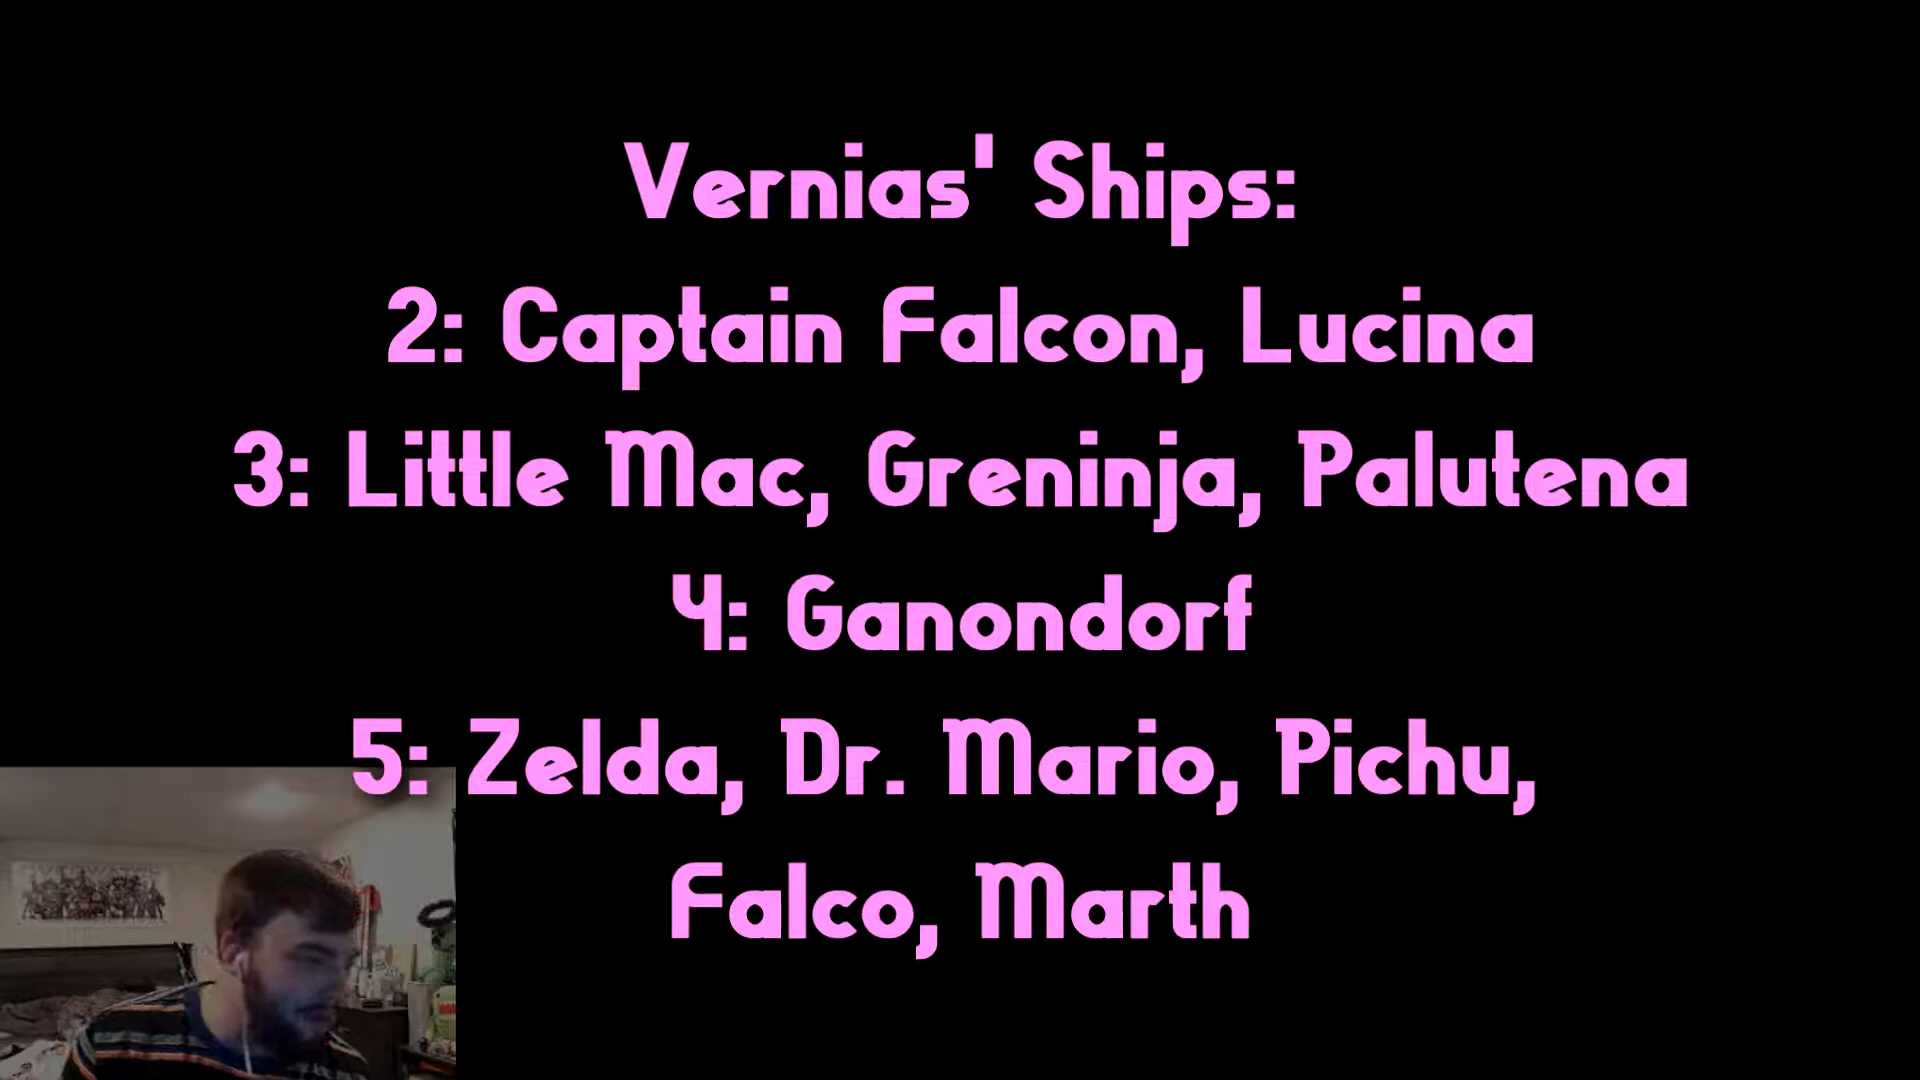 Vernias' Ships:
2: Captain Falcon, Lucina
3: Little Mac, Greninja, Palutena
4: Ganondorf
5: Zelda, Dr. Mario, Pichu,
Falco, Marth